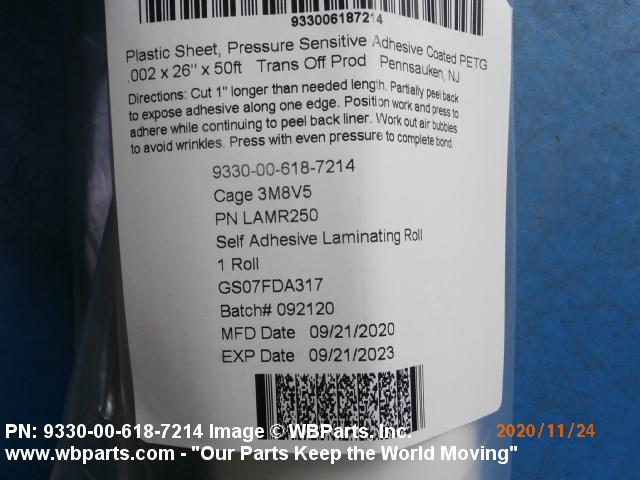 933006187214
Plastic Sheet, Pressure Sensitive Adhesive Coated PETG
.002 x 26" x 50ft Trans Off Prod Pennsauken, NJ
Directions: Cut 1" longer than needed length. Partially peel back
to expose adhesive along one edge. Position work and press to
adhere while continuing to peel back liner. Work out air bubbles
to avoid wrinkles. Press with even pressure to complete bond.
9330-00-618-7214
Cage 3M8V5
PN LAMR250
Self Adhesive Laminating Roll
1 Roll
GS07FDA317
Batch# 092120
MFD Date 09/21/2020
EXP Date 09/21/2023
PN: 9330-00-618-7214 Image © WBParts, Inc.
2020/11/24
www.wbparts.com - "Our Parts Keep the World Moving"